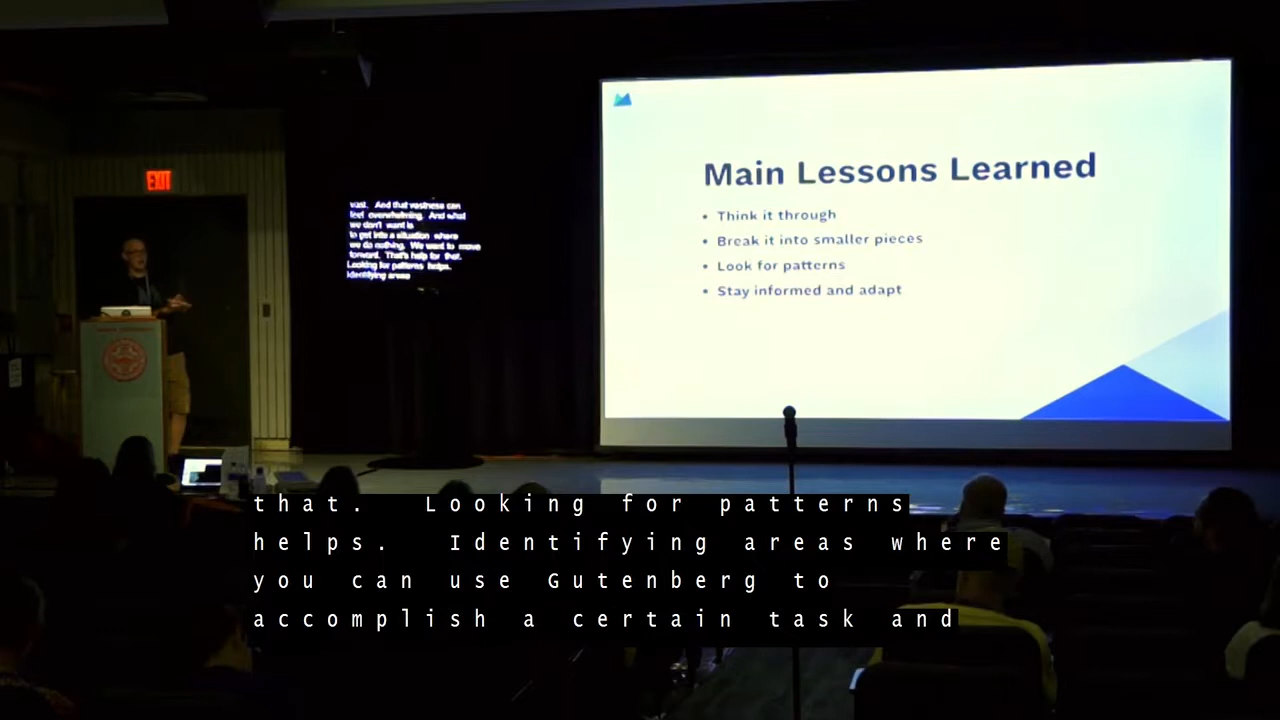 EXIT
vast. And that vastness can
feel overwhelming. And what
we don't want is
to get into a situation where
we do nothing. We want to move
forward. That's help for that.
Looking for patterns helps.
Identifying areas
Main Lessons Learned
• Think it through
• Break it into smaller pieces
• Look for patterns
• Stay informed and adapt
that. Looking for patterns
helps. Identifying areas where
you can use Gutenberg to
accomplish a certain task and